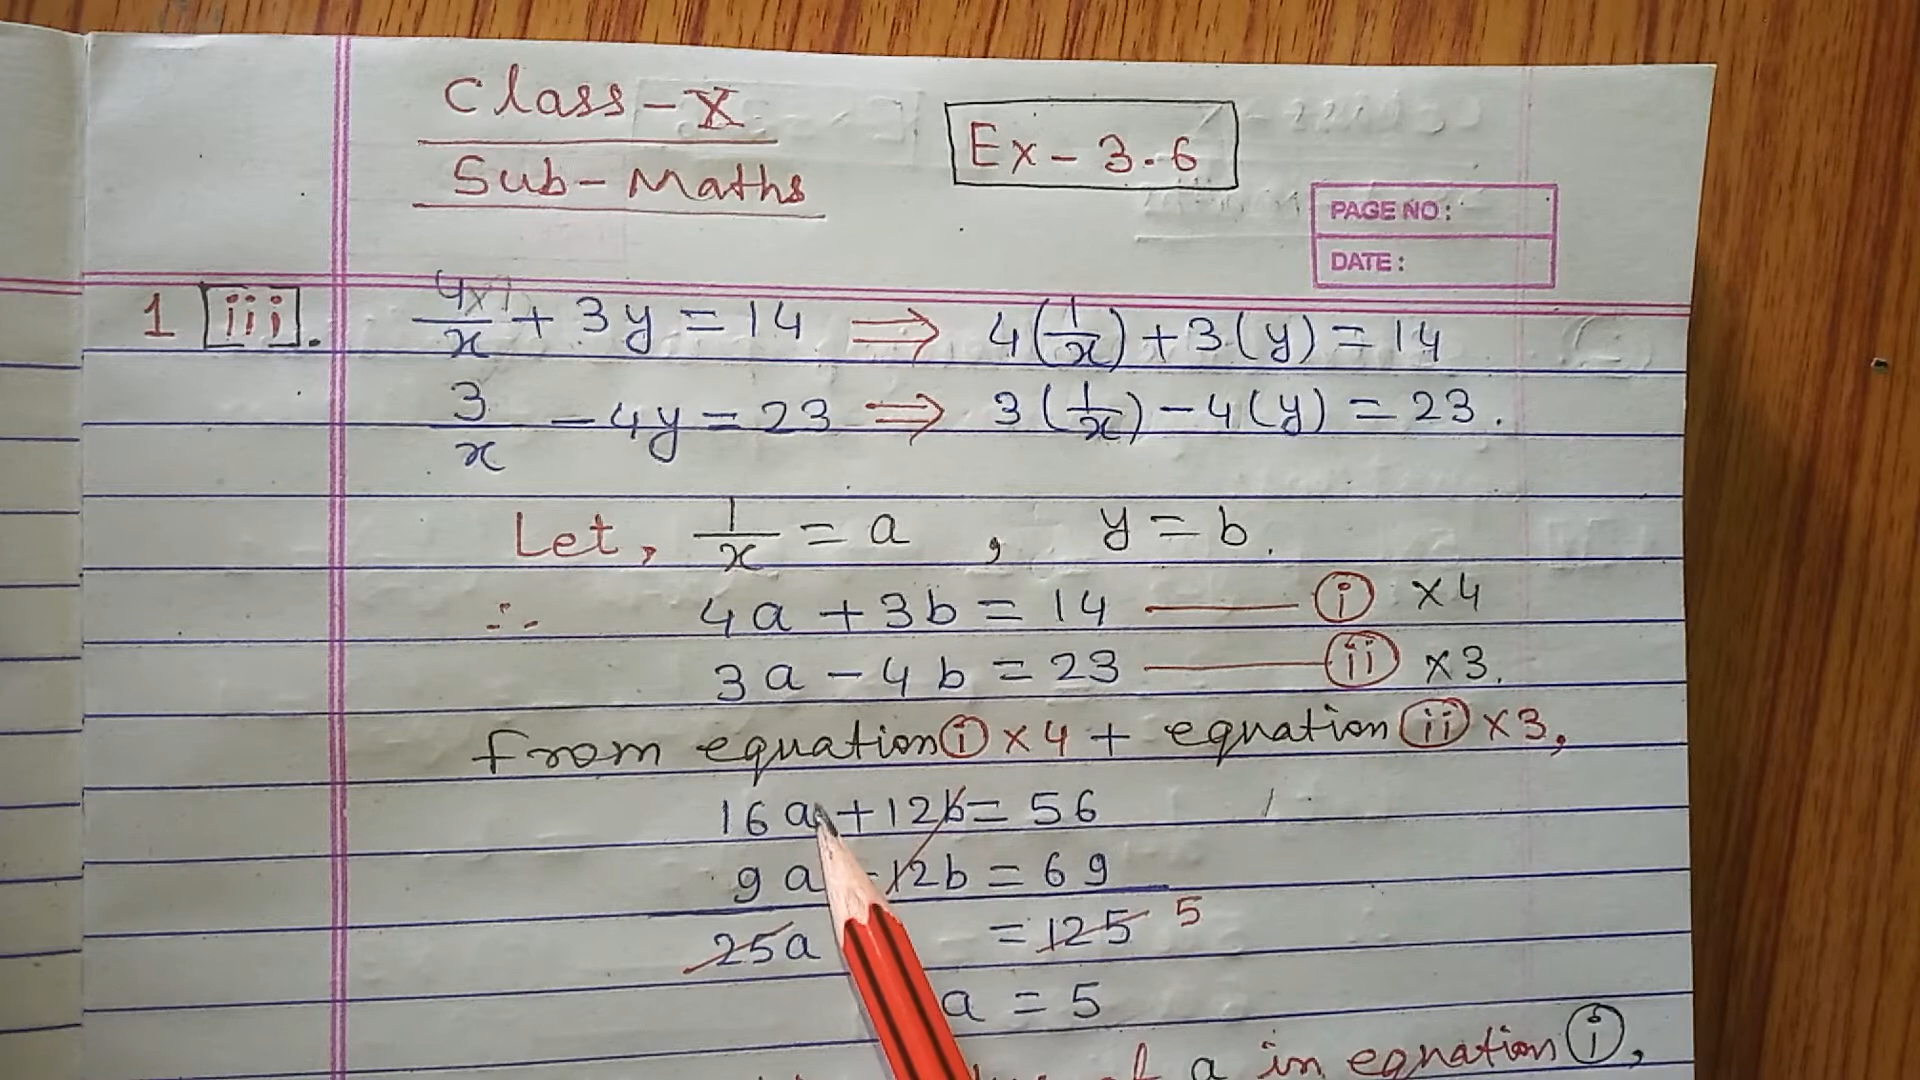 Class - X
Sub - Maths
Ex - 3.6
PAGE NO :
DATE :
1 iii. 4x1/x + 3y = 14 ⇒ 4(1/x) + 3(y) = 14
3/x - 4y = 23 ⇒ 3(1/x) - 4(y) = 23.
Let, 1/x = a , y = b.
∴ 4a + 3b = 14 —— i ×4
3a - 4b = 23 —— ii ×3.
from equation i ×4 + equation ii ×3,
16a + 12b = 56
9a - 12b = 69
25a = 125 5
a = 5
of a in equation i,